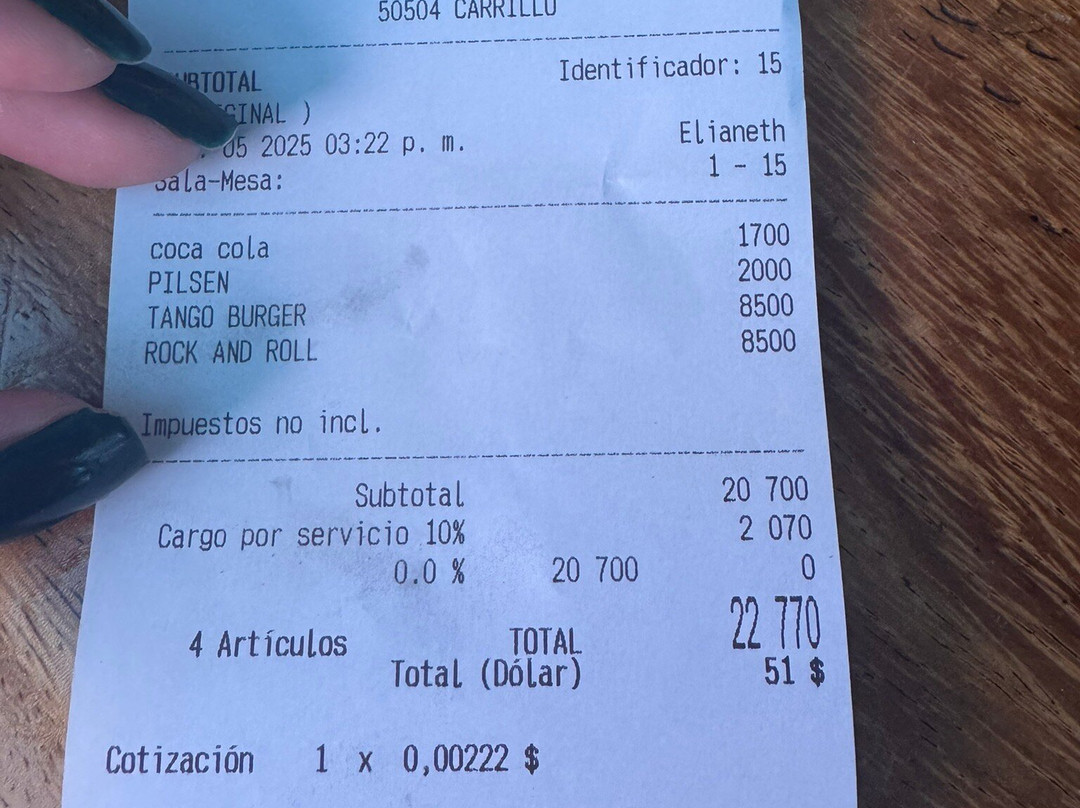 50504 CARRILLO
SUBTOTAL Identificador: 15
)
05 2025 03:22 p. m. Elianeth
Sala-Mesa: 1 - 15
coca cola 1700
PILSEN 2000
TANGO BURGER 8500
ROCK AND ROLL 8500
Impuestos no incl.
Subtotal 20 700
Cargo por servicio 10% 2 070
0.0 % 20 700 0
4 Artículos TOTAL 22 770
Total (Dólar) 51 $
Cotización 1 x 0,00222 $